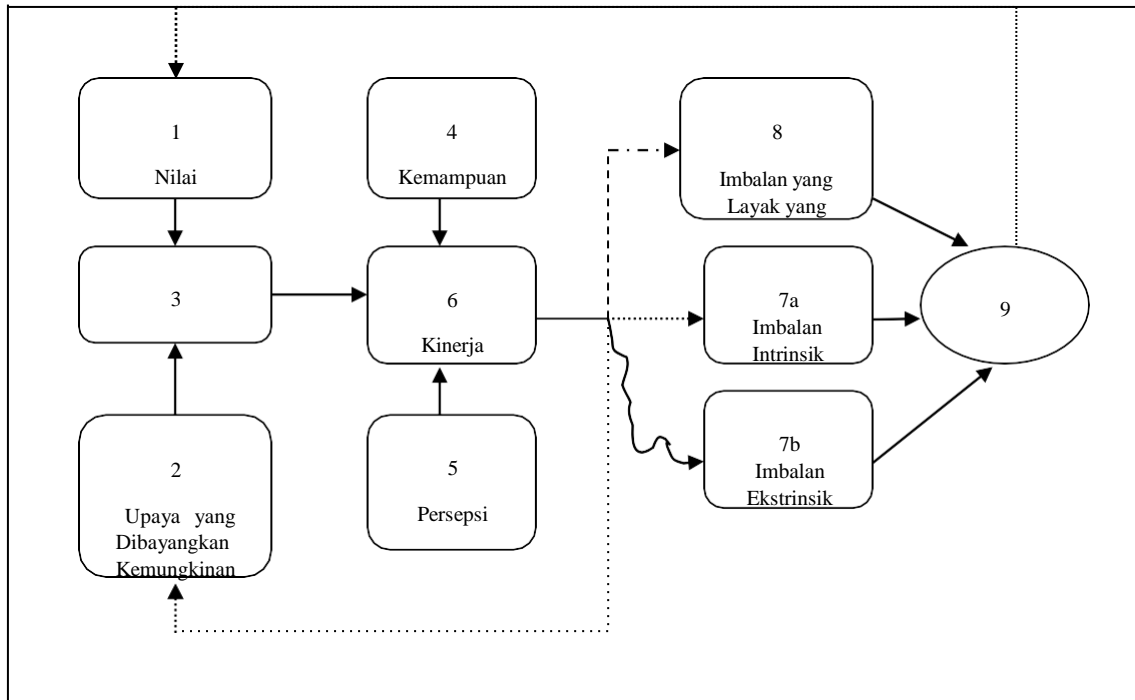 1
Nilai
4
Kemampuan
8
Imbalan yang
Layak yang
3
6
Kinerja
7a
Imbalan
Intrinsik
9
2
Upaya yang
Dibayangkan
Kemungkinan
5
Persepsi
7b
Imbalan
Ekstrinsik